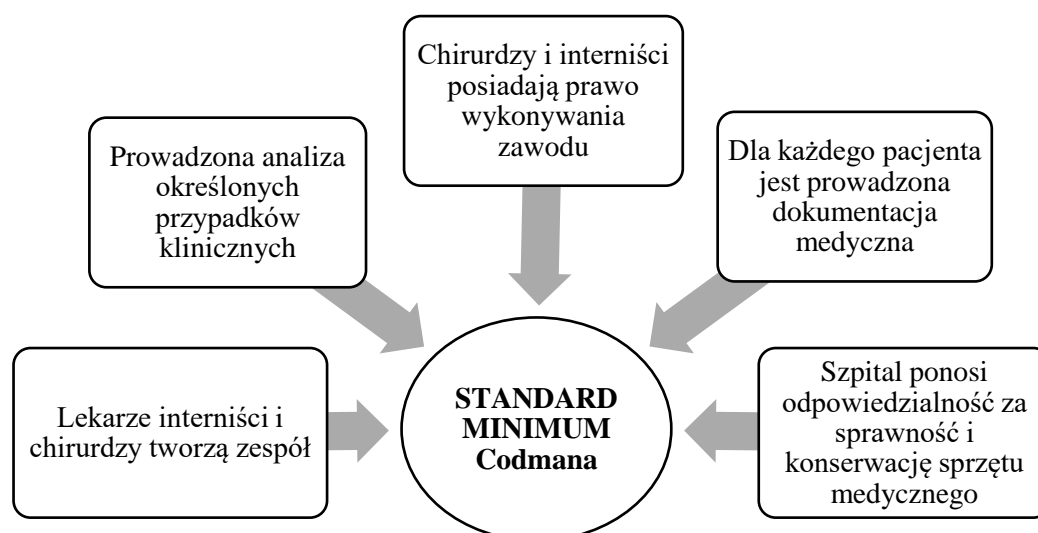 Chirurdzy i interniści
posiadają prawo
wykonywania
zawodu
Prowadzona analiza
określonych
przypadków
klinicznych
Dla każdego pacjenta
jest prowadzona
dokumentacja
medyczna
Lekarze interniści i
chirurdzy tworzą zespół
STANDARD
MINIMUM
Codmana
Szpital ponosi
odpowiedzialność za
sprawność i
konserwację sprzętu
medycznego